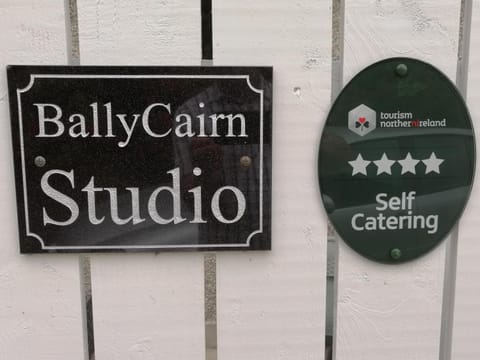 BallyCairn
Studio
tourism
northernireland
Self
Catering